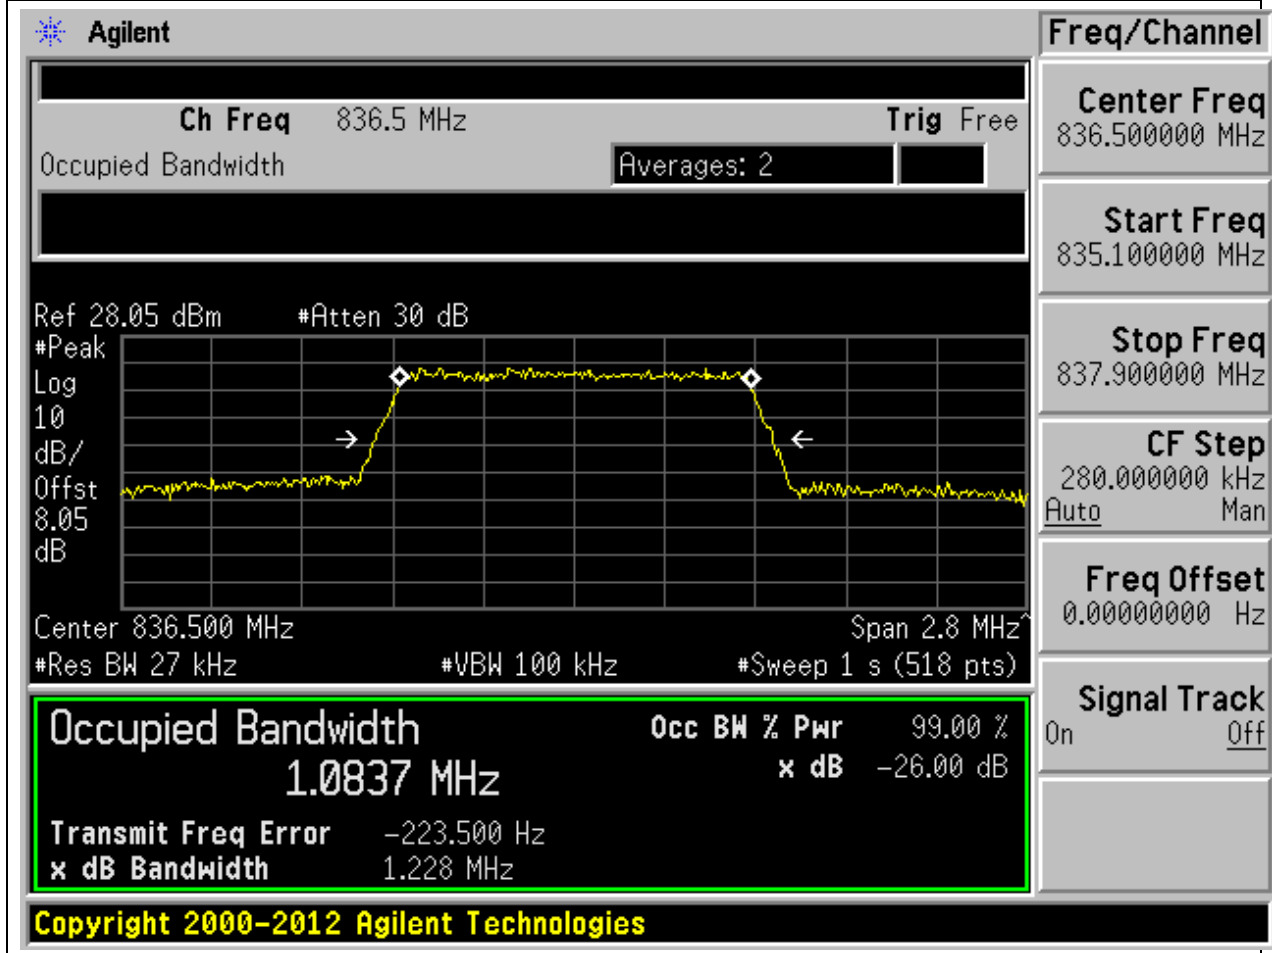 Agilent
Freq/Channel
Ch Freq 836.5 MHz Trig Free
Occupied Bandwidth Averages: 2
Center Freq
836.500000 MHz
Start Freq
835.100000 MHz
Stop Freq
837.900000 MHz
CF Step
280.000000 kHz
Auto Man
Freq Offset
0.00000000 Hz
Signal Track
On Off
Ref 28.05 dBm #Atten 30 dB
#Peak
Log
10
dB/
Offst
8.05
dB
Center 836.500 MHz Span 2.8 MHz^
#Res BW 27 kHz #VBW 100 kHz #Sweep 1 s (518 pts)
Occupied Bandwidth Occ BW % Pwr 99.00 %
1.0837 MHz x dB -26.00 dB
Transmit Freq Error -223.500 Hz
x dB Bandwidth 1.228 MHz
Copyright 2000-2012 Agilent Technologies